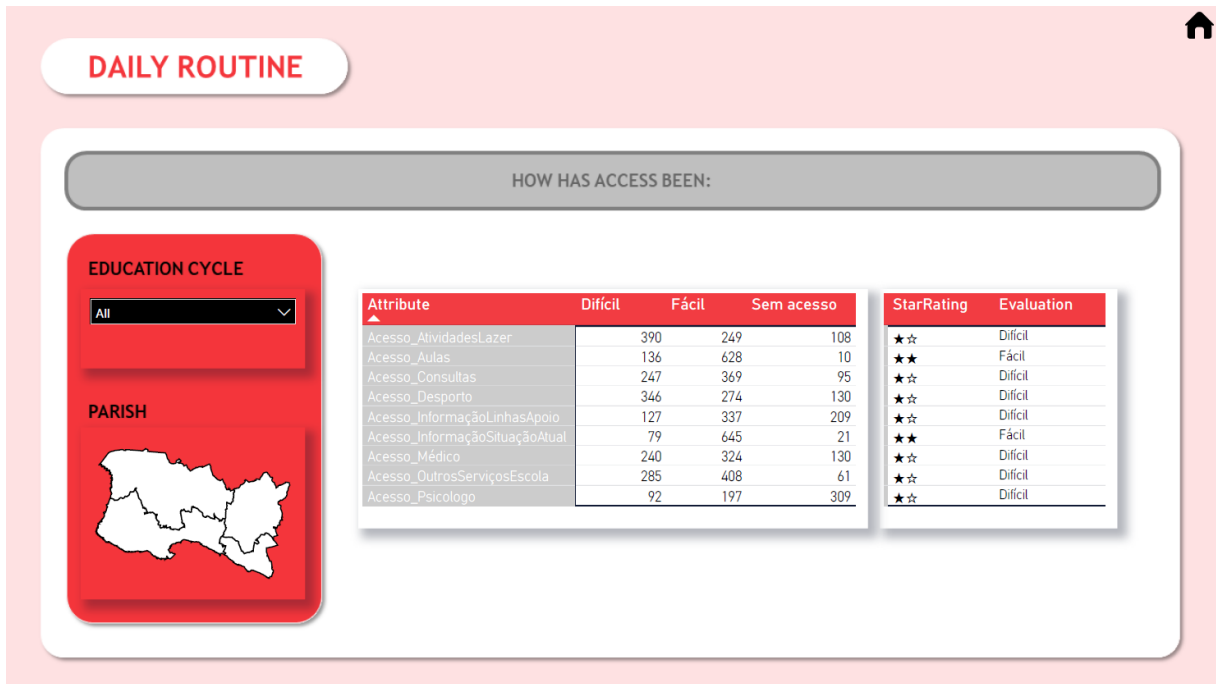 DAILY ROUTINE
HOW HAS ACCESS BEEN:
EDUCATION CYCLE
All
PARISH
Attribute Difícil Fácil Sem acesso StarRating Evaluation
Acesso_AtividadesLazer 390 249 108 ★☆ Difícil
Acesso_Aulas 136 628 10 ★★ Fácil
Acesso_Consultas 247 369 95 ★☆ Difícil
Acesso_Desporto 346 274 130 ★☆ Difícil
Acesso_InformaçãoLinhasApoio 127 337 209 ★☆ Difícil
Acesso_InformaçãoSituaçãoAtual 79 645 21 ★★ Fácil
Acesso_Médico 240 324 130 ★☆ Difícil
Acesso_OutrosServiçosEscola 285 408 61 ★☆ Difícil
Acesso_Psicologo 92 197 309 ★☆ Difícil